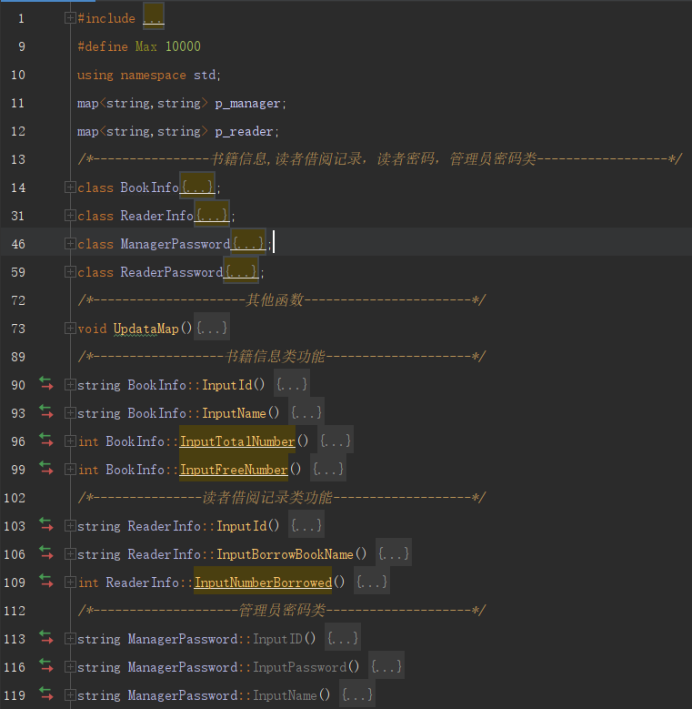 1 #include ...
9 #define Max 10000
10 using namespace std;
11 map<string,string> p_manager;
12 map<string,string> p_reader;
13 /*----------------书籍信息,读者借阅记录，读者密码，管理员密码类------------------*/
14 class BookInfo{...};
31 class ReaderInfo{...};
46 class ManagerPassword{...};
59 class ReaderPassword{...};
72 /*---------------------其他函数-----------------------*/
73 void UpdataMap(){...}
89 /*------------------书籍信息类功能--------------------*/
90 string BookInfo::InputId() {...}
93 string BookInfo::InputName() {...}
96 int BookInfo::InputTotalNumber() {...}
99 int BookInfo::InputFreeNumber() {...}
102 /*---------------读者借阅记录类功能-------------------*/
103 string ReaderInfo::InputId() {...}
106 string ReaderInfo::InputBorrowBookName() {...}
109 int ReaderInfo::InputNumberBorrowed() {...}
112 /*--------------------管理员密码类--------------------*/
113 string ManagerPassword::InputID() {...}
116 string ManagerPassword::InputPassword() {...}
119 string ManagerPassword::InputName() {...}